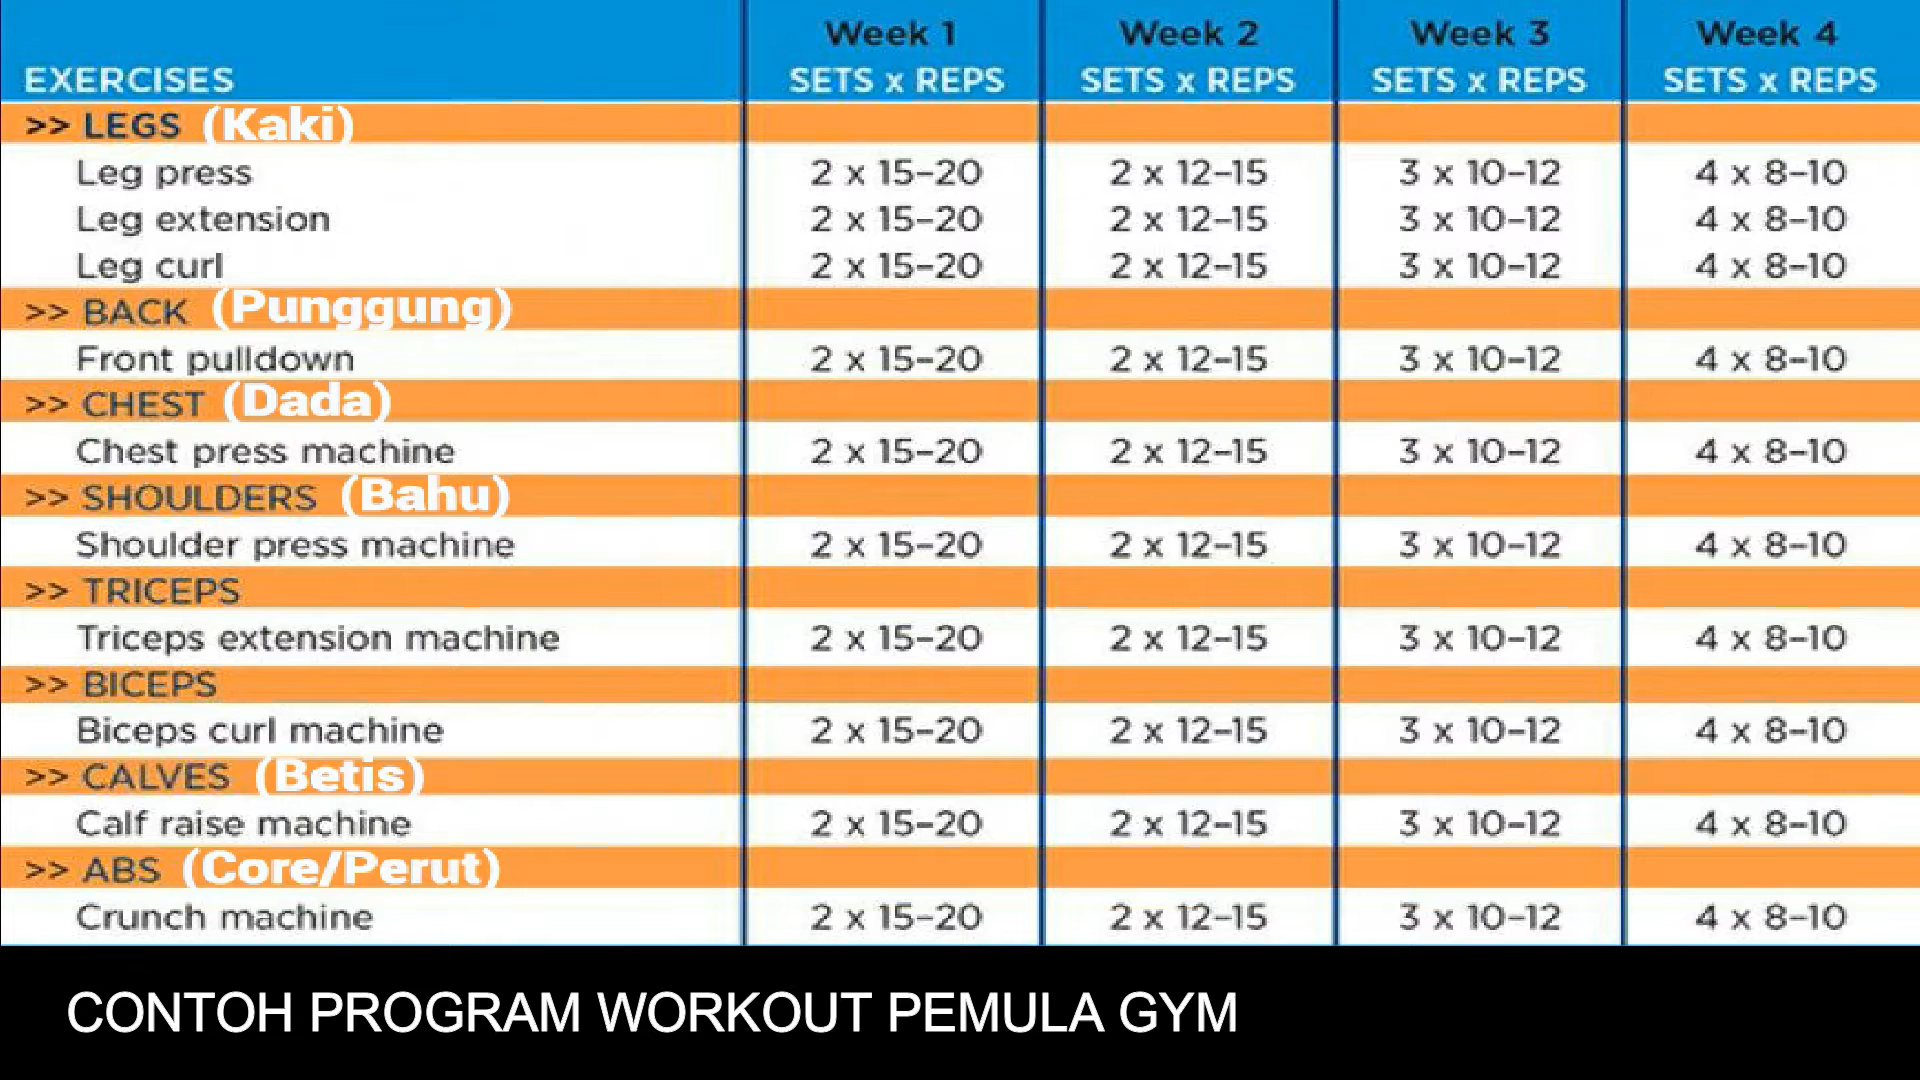 Week 1 Week 2 Week 3 Week 4
EXERCISES SETS x REPS SETS x REPS SETS x REPS SETS x REPS
>> LEGS (Kaki)
Leg press 2 x 15–20 2 x 12–15 3 x 10–12 4 x 8–10
Leg extension 2 x 15–20 2 x 12–15 3 x 10–12 4 x 8–10
Leg curl 2 x 15–20 2 x 12–15 3 x 10–12 4 x 8–10
>> BACK (Punggung)
Front pulldown 2 x 15–20 2 x 12–15 3 x 10–12 4 x 8–10
>> CHEST (Dada)
Chest press machine 2 x 15–20 2 x 12–15 3 x 10–12 4 x 8–10
>> SHOULDERS (Bahu)
Shoulder press machine 2 x 15–20 2 x 12–15 3 x 10–12 4 x 8–10
>> TRICEPS
Triceps extension machine 2 x 15–20 2 x 12–15 3 x 10–12 4 x 8–10
>> BICEPS
Biceps curl machine 2 x 15–20 2 x 12–15 3 x 10–12 4 x 8–10
>> CALVES (Betis)
Calf raise machine 2 x 15–20 2 x 12–15 3 x 10–12 4 x 8–10
>> ABS (Core/Perut)
Crunch machine 2 x 15–20 2 x 12–15 3 x 10–12 4 x 8–10
CONTOH PROGRAM WORKOUT PEMULA GYM